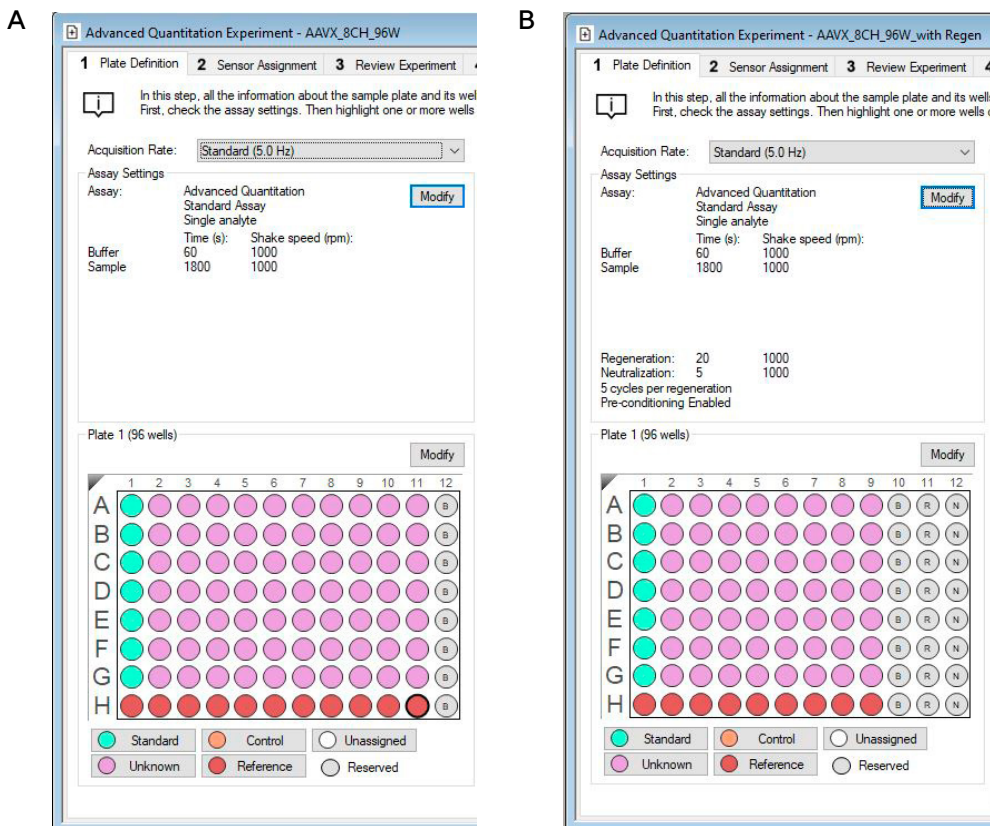 A
Advanced Quantitation Experiment - AAVX_8CH_96W
1 Plate Definition 2 Sensor Assignment 3 Review Experiment
In this step, all the information about the sample plate and its wel
First, check the assay settings. Then highlight one or more wells
Acquisition Rate: Standard (5.0 Hz)
Assay Settings
Assay: Advanced Quantitation Modify
Standard Assay
Single analyte
Time (s): Shake speed (rpm):
Buffer 60 1000
Sample 1800 1000
Plate 1 (96 wells)
Modify
1 2 3 4 5 6 7 8 9 10 11 12
A B
B B
C B
D B
E B
F B
G B
H B
Standard Control Unassigned
Unknown Reference Reserved
B
Advanced Quantitation Experiment - AAVX_8CH_96W_with Regen
1 Plate Definition 2 Sensor Assignment 3 Review Experiment 4
In this step, all the information about the sample plate and its wells
First, check the assay settings. Then highlight one or more wells
Acquisition Rate: Standard (5.0 Hz)
Assay Settings
Assay: Advanced Quantitation Modify
Standard Assay
Single analyte
Time (s): Shake speed (rpm):
Buffer 60 1000
Sample 1800 1000
Regeneration: 20 1000
Neutralization: 5 1000
5 cycles per regeneration
Pre-conditioning Enabled
Plate 1 (96 wells)
Modify
1 2 3 4 5 6 7 8 9 10 11 12
A B R N
B B R N
C B R N
D B R N
E B R N
F B R N
G B R N
H B R N
Standard Control Unassigned
Unknown Reference Reserved